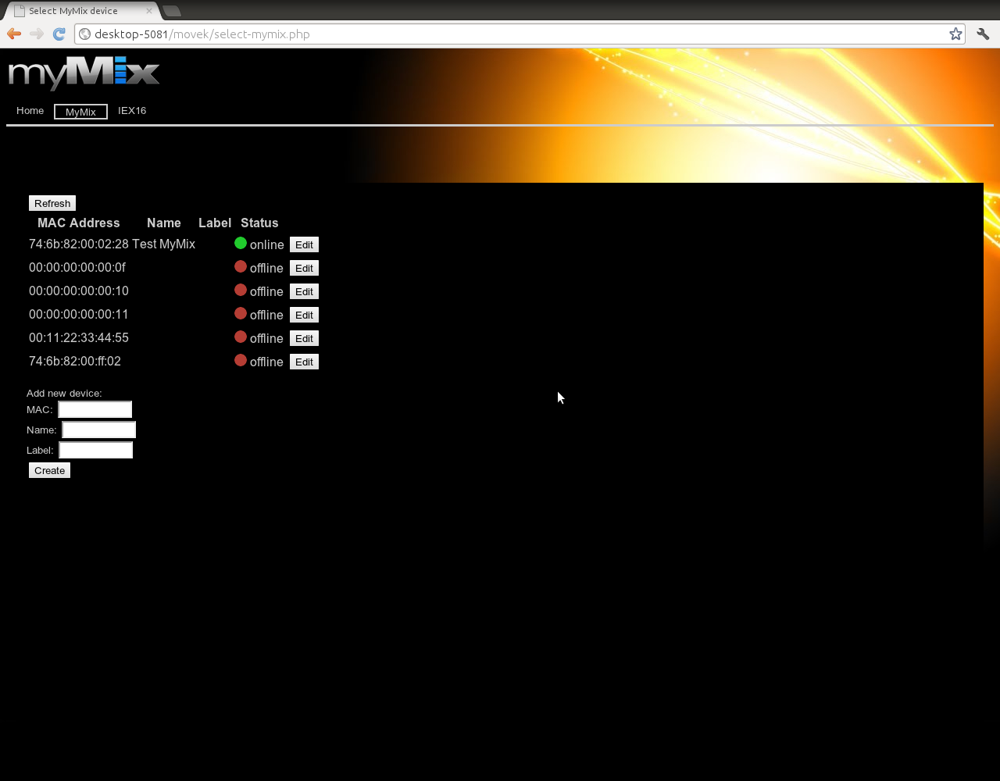 Select MyMix device
desktop-5081/movek/select-mymix.php
myMix
Home MyMix IEX16
Refresh
MAC Address Name Label Status
74:6b:82:00:02:28 Test MyMix online Edit
00:00:00:00:00:0f offline Edit
00:00:00:00:00:10 offline Edit
00:00:00:00:00:11 offline Edit
00:11:22:33:44:55 offline Edit
74:6b:82:00:ff:02 offline Edit
Add new device:
MAC:
Name:
Label:
Create